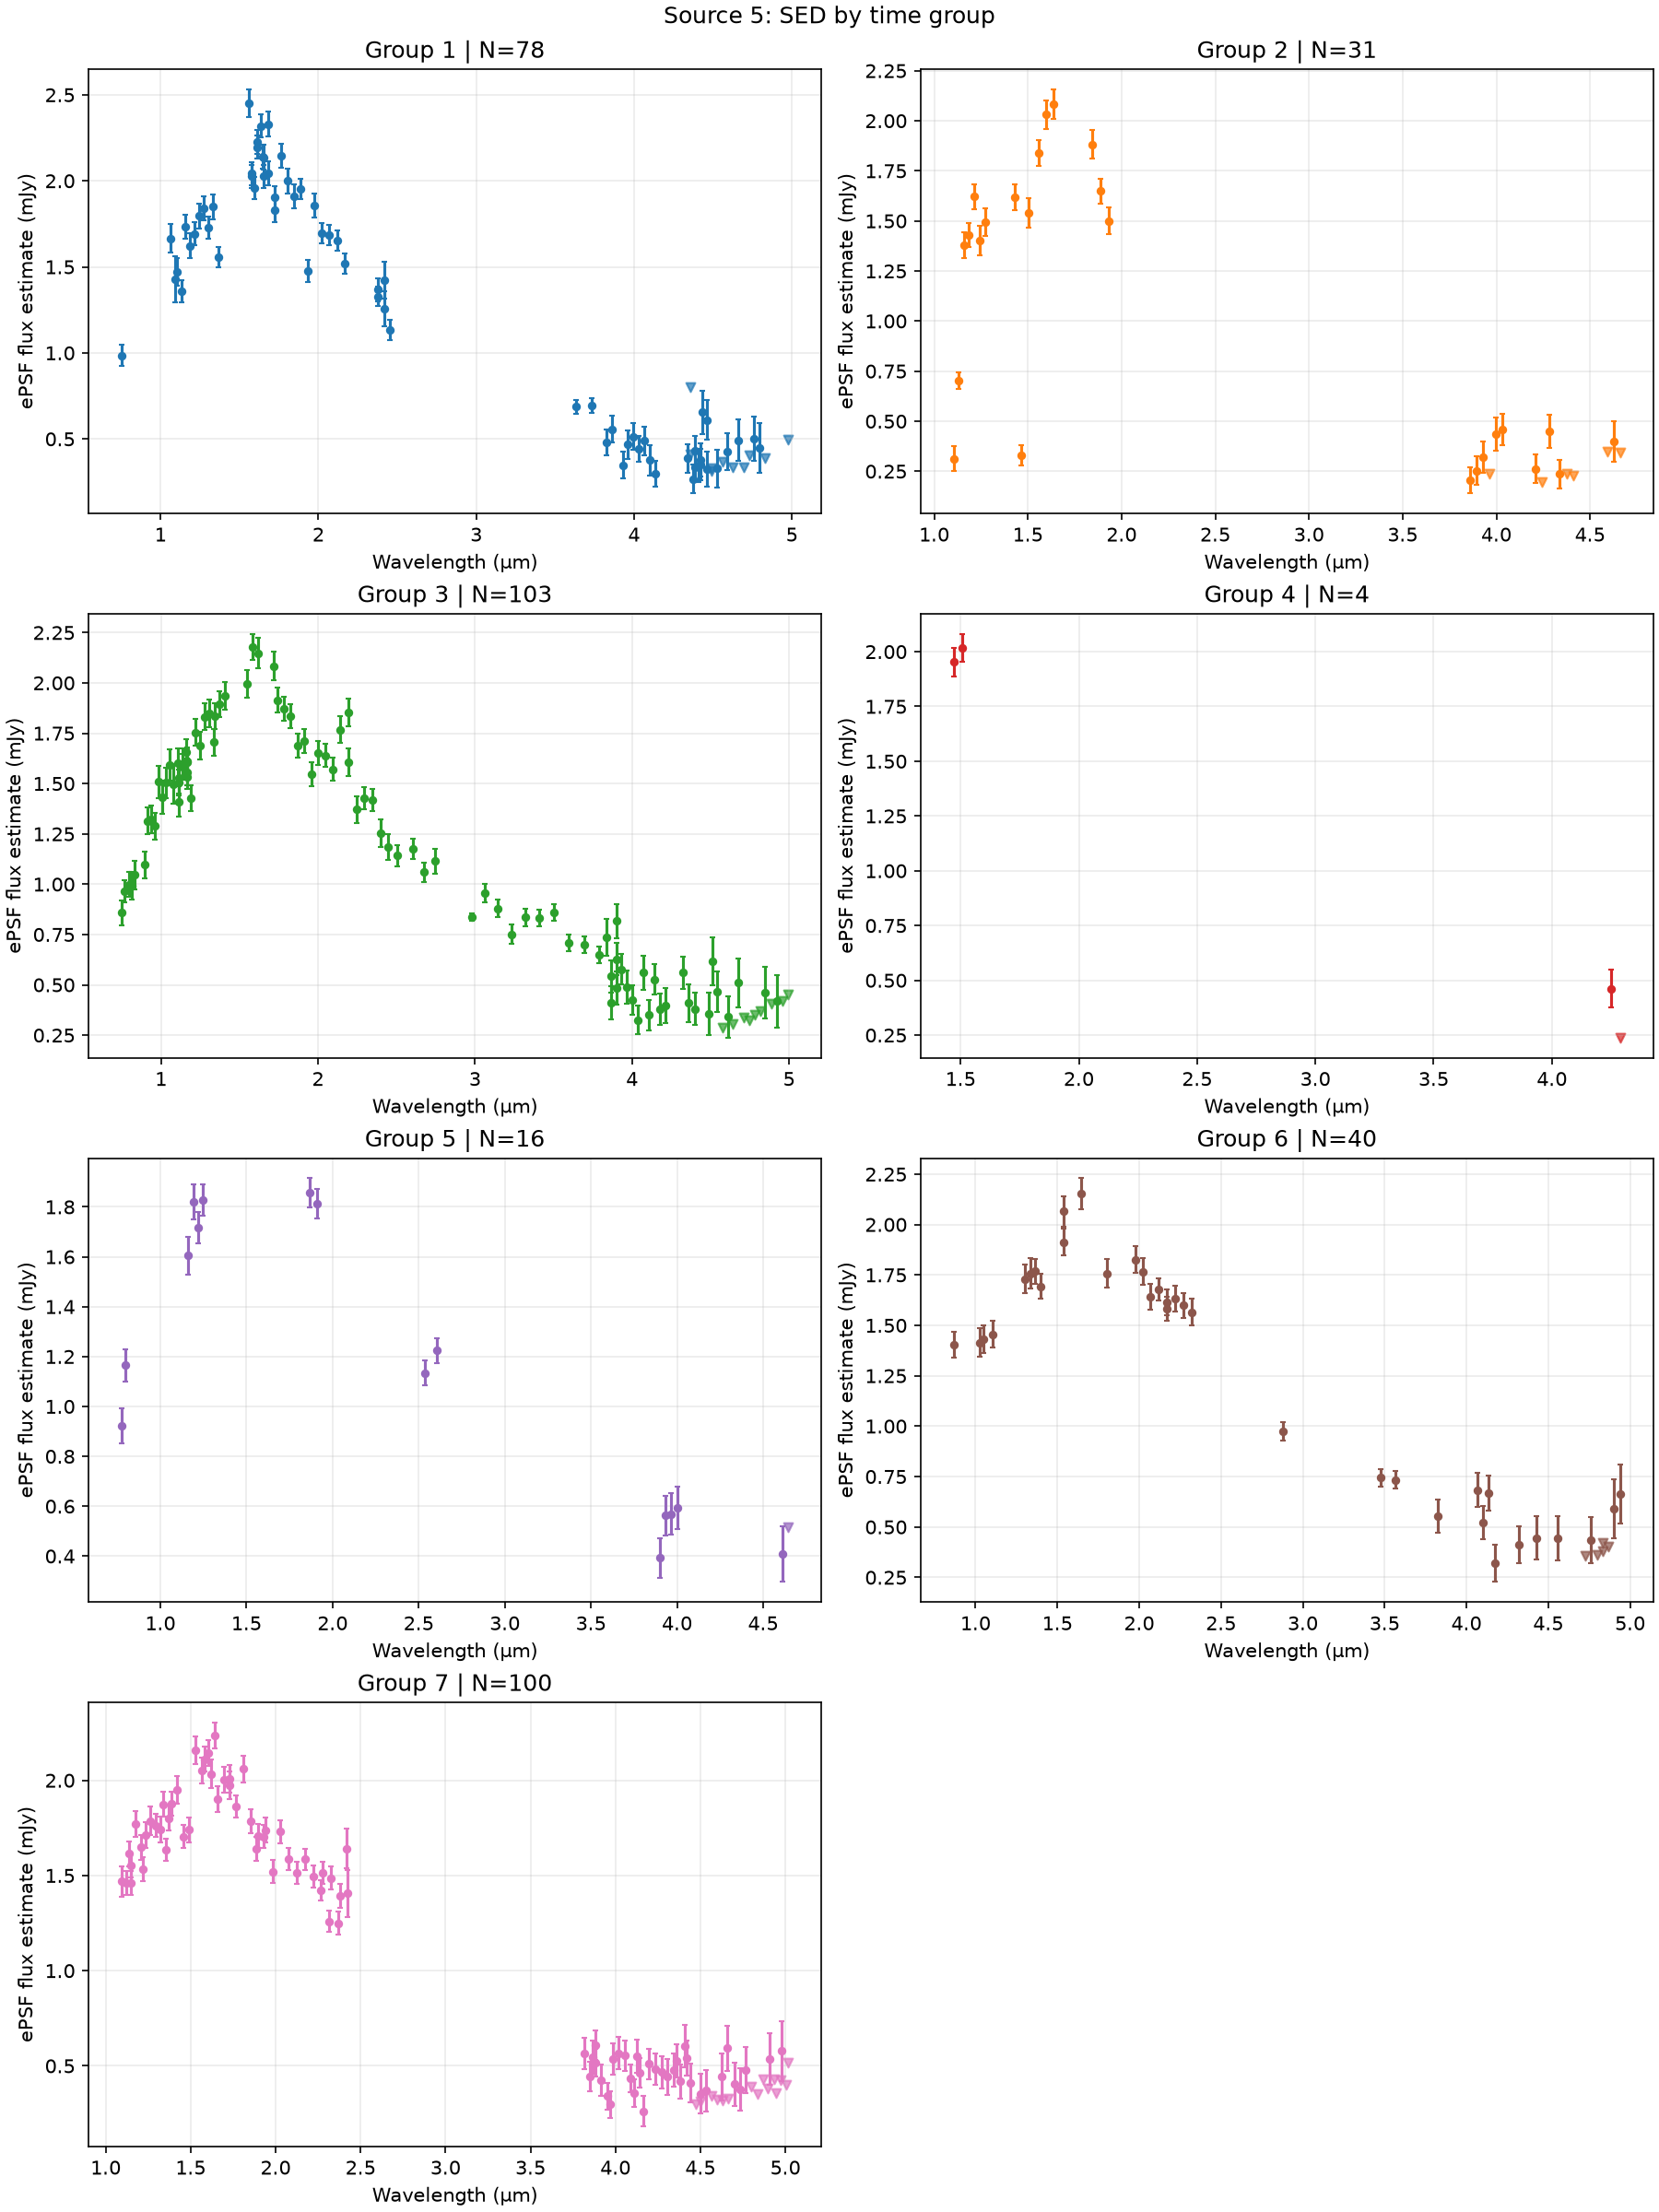 Source 5: SED by time group
Group 1 | N=78
2.5
2.0
1.5
1.0
0.5
1 2 3 4 5
ePSF flux estimate (mJy)
Wavelength (µm)
Group 2 | N=31
2.25
2.00
1.75
1.50
1.25
1.00
0.75
0.50
0.25
1.0 1.5 2.0 2.5 3.0 3.5 4.0 4.5
ePSF flux estimate (mJy)
Wavelength (µm)
Group 3 | N=103
2.25
2.00
1.75
1.50
1.25
1.00
0.75
0.50
0.25
1 2 3 4 5
ePSF flux estimate (mJy)
Wavelength (µm)
Group 4 | N=4
2.00
1.75
1.50
1.25
1.00
0.75
0.50
0.25
1.5 2.0 2.5 3.0 3.5 4.0
ePSF flux estimate (mJy)
Wavelength (µm)
Group 5 | N=16
1.8
1.6
1.4
1.2
1.0
0.8
0.6
0.4
1.0 1.5 2.0 2.5 3.0 3.5 4.0 4.5
ePSF flux estimate (mJy)
Wavelength (µm)
Group 6 | N=40
2.25
2.00
1.75
1.50
1.25
1.00
0.75
0.50
0.25
1.0 1.5 2.0 2.5 3.0 3.5 4.0 4.5 5.0
ePSF flux estimate (mJy)
Wavelength (µm)
Group 7 | N=100
2.0
1.5
1.0
0.5
1.0 1.5 2.0 2.5 3.0 3.5 4.0 4.5 5.0
ePSF flux estimate (mJy)
Wavelength (µm)